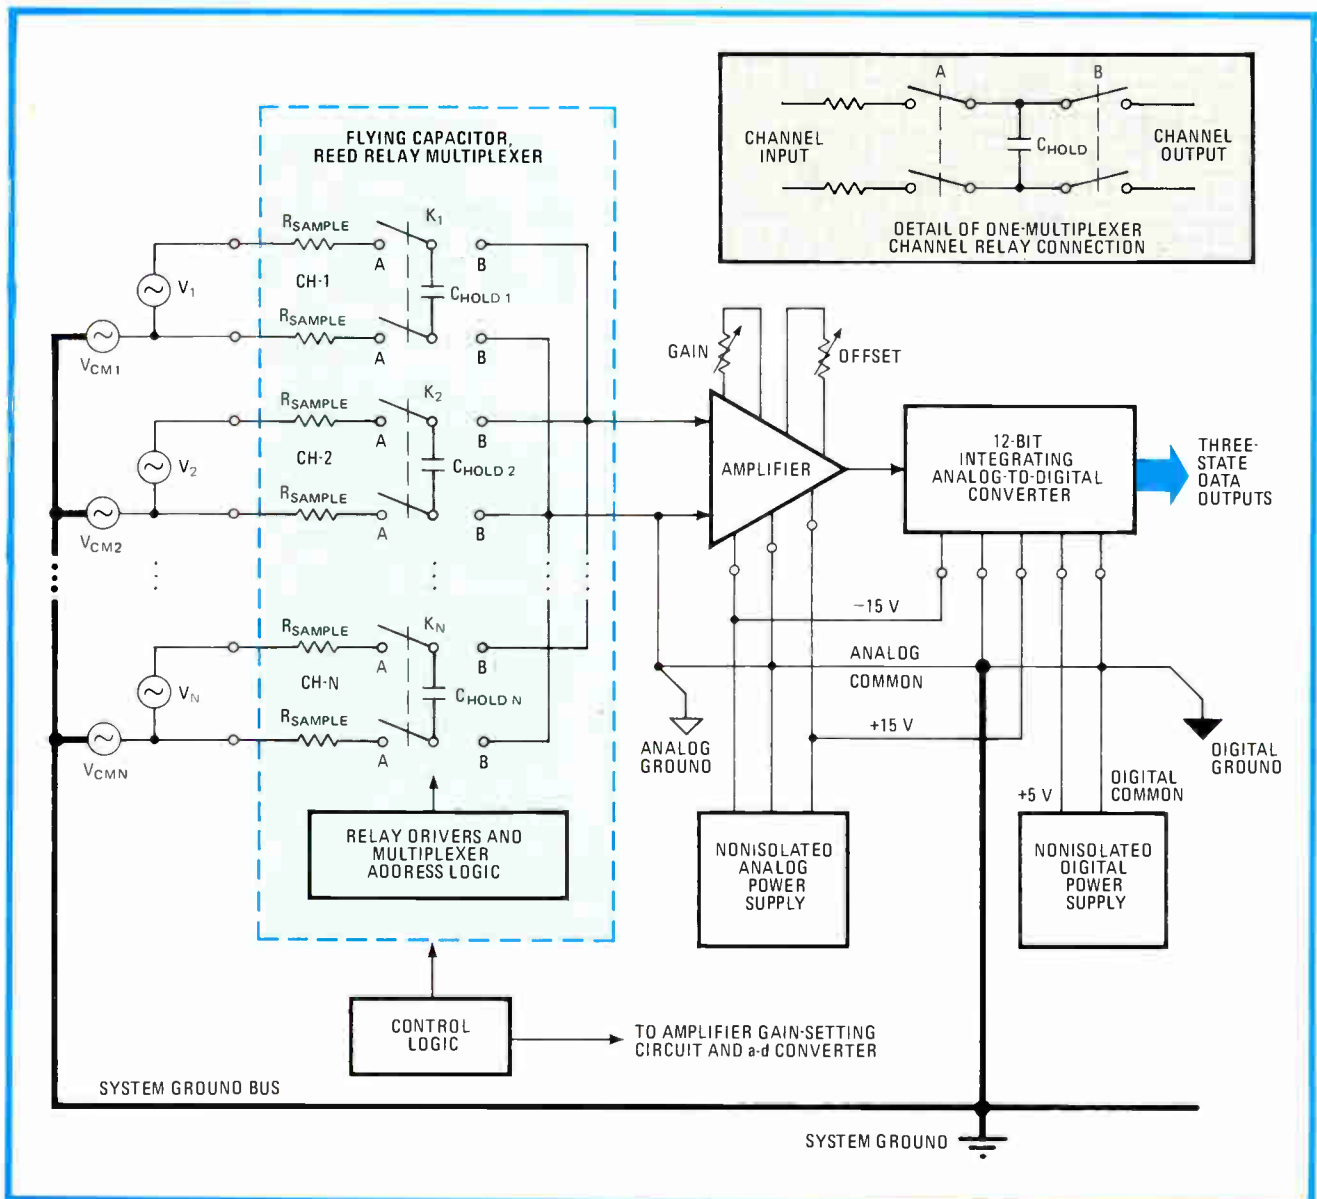 A
B
CHANNEL
INPUT
CHOLD
CHANNEL
OUTPUT
DETAIL OF ONE-MULTIPLEXER
CHANNEL RELAY CONNECTION
FLYING CAPACITOR,
REED RELAY MULTIPLEXER
RSAMPLE
K1
A
B
V1
CH-1
CHOLD 1
RSAMPLE
A
B
VCM1
RSAMPLE
K2
A
B
V2
CH-2
CHOLD 2
RSAMPLE
A
B
VCM2
RSAMPLE
KN
A
B
VN
CH-N
CHOLD N
RSAMPLE
A
B
VCMN
RELAY DRIVERS AND
MULTIPLEXER
ADDRESS LOGIC
GAIN
OFFSET
AMPLIFIER
12-BIT
INTEGRATING
ANALOG-TO-DIGITAL
CONVERTER
THREE-
STATE
DATA
OUTPUTS
−15 V
ANALOG
COMMON
+15 V
ANALOG
GROUND
DIGITAL
GROUND
+5 V
DIGITAL
COMMON
NONISOLATED
ANALOG
POWER
SUPPLY
NONISOLATED
DIGITAL
POWER
SUPPLY
CONTROL
LOGIC
TO AMPLIFIER GAIN-SETTING
CIRCUIT AND a-d CONVERTER
SYSTEM GROUND BUS
SYSTEM GROUND